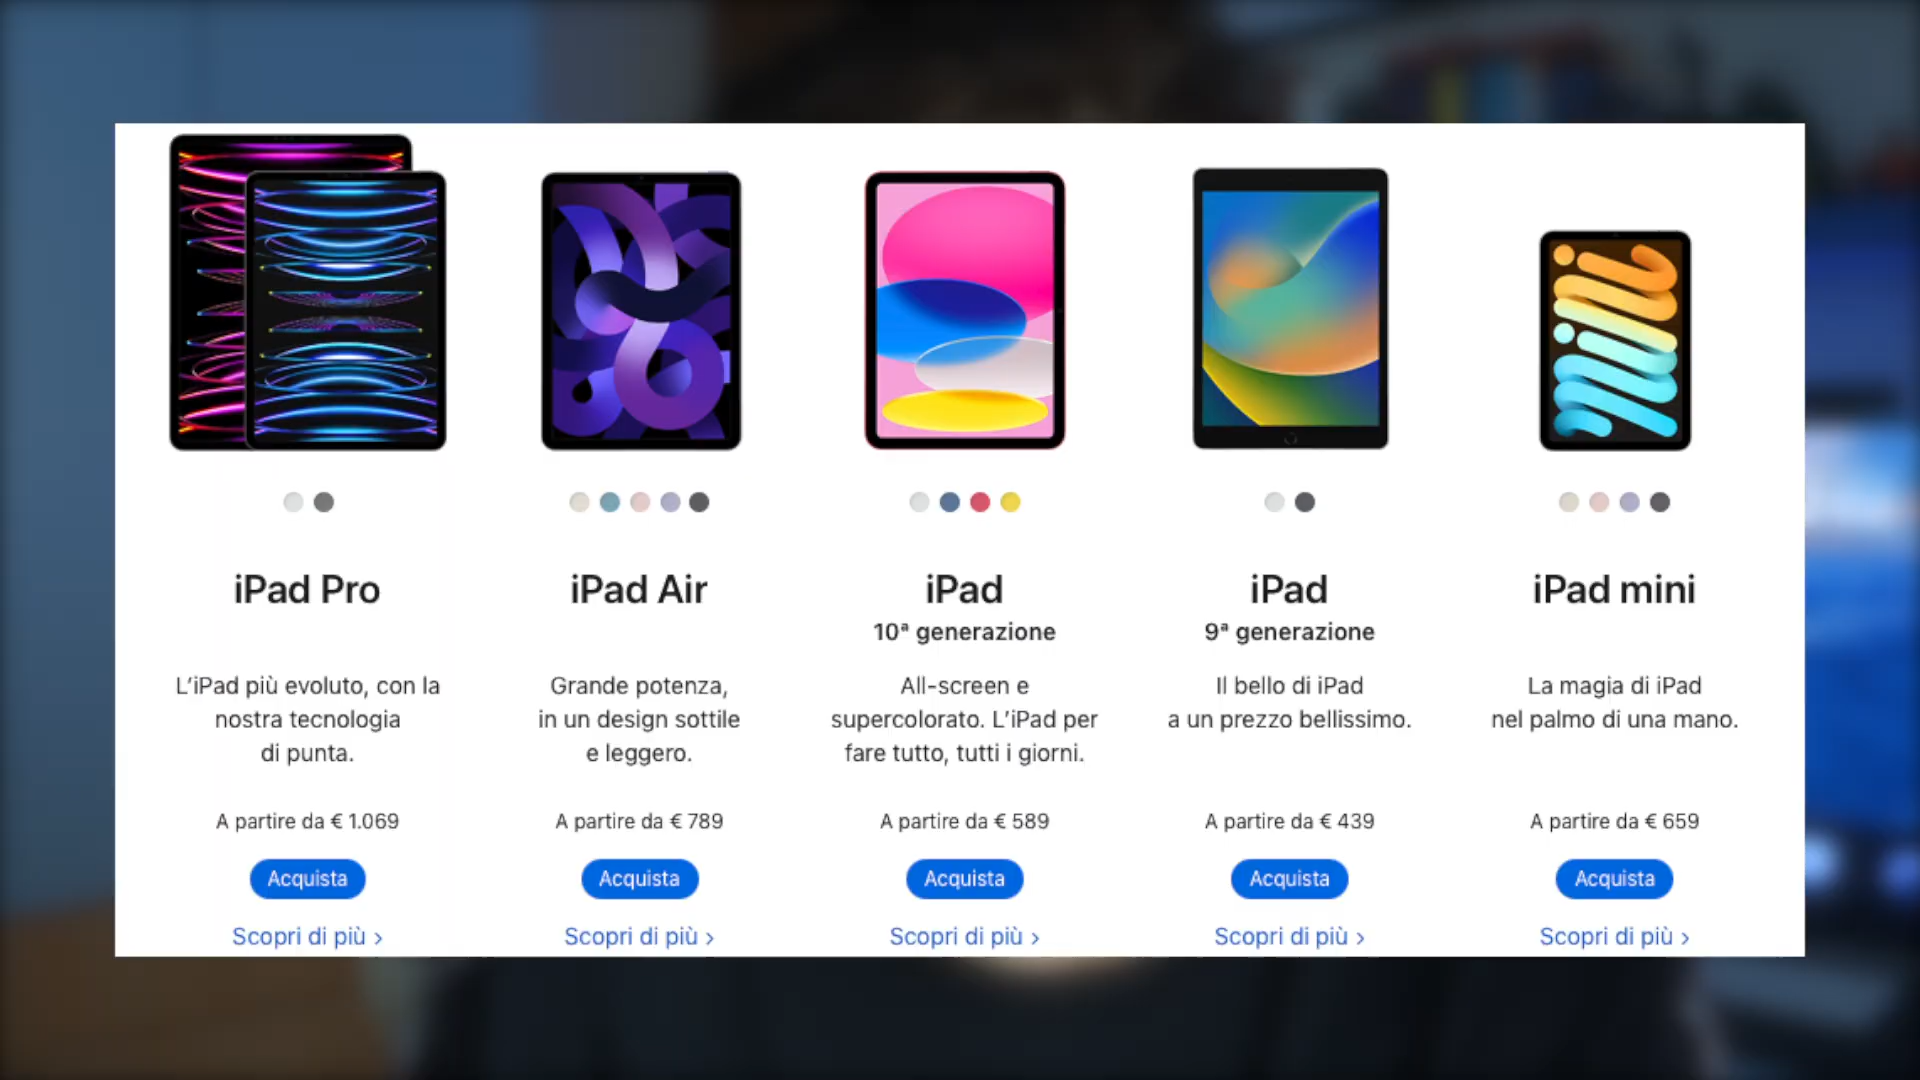 iPad Pro
L'iPad più evoluto, con la
nostra tecnologia
di punta.
A partire da € 1.069
Acquista
Scopri di più >
iPad Air
Grande potenza,
in un design sottile
e leggero.
A partire da € 789
Acquista
Scopri di più >
iPad
10ª generazione
All-screen e
supercolorato. L'iPad per
fare tutto, tutti i giorni.
A partire da € 589
Acquista
Scopri di più >
iPad
9ª generazione
Il bello di iPad
a un prezzo bellissimo.
A partire da € 439
Acquista
Scopri di più >
iPad mini
La magia di iPad
nel palmo di una mano.
A partire da € 659
Acquista
Scopri di più >